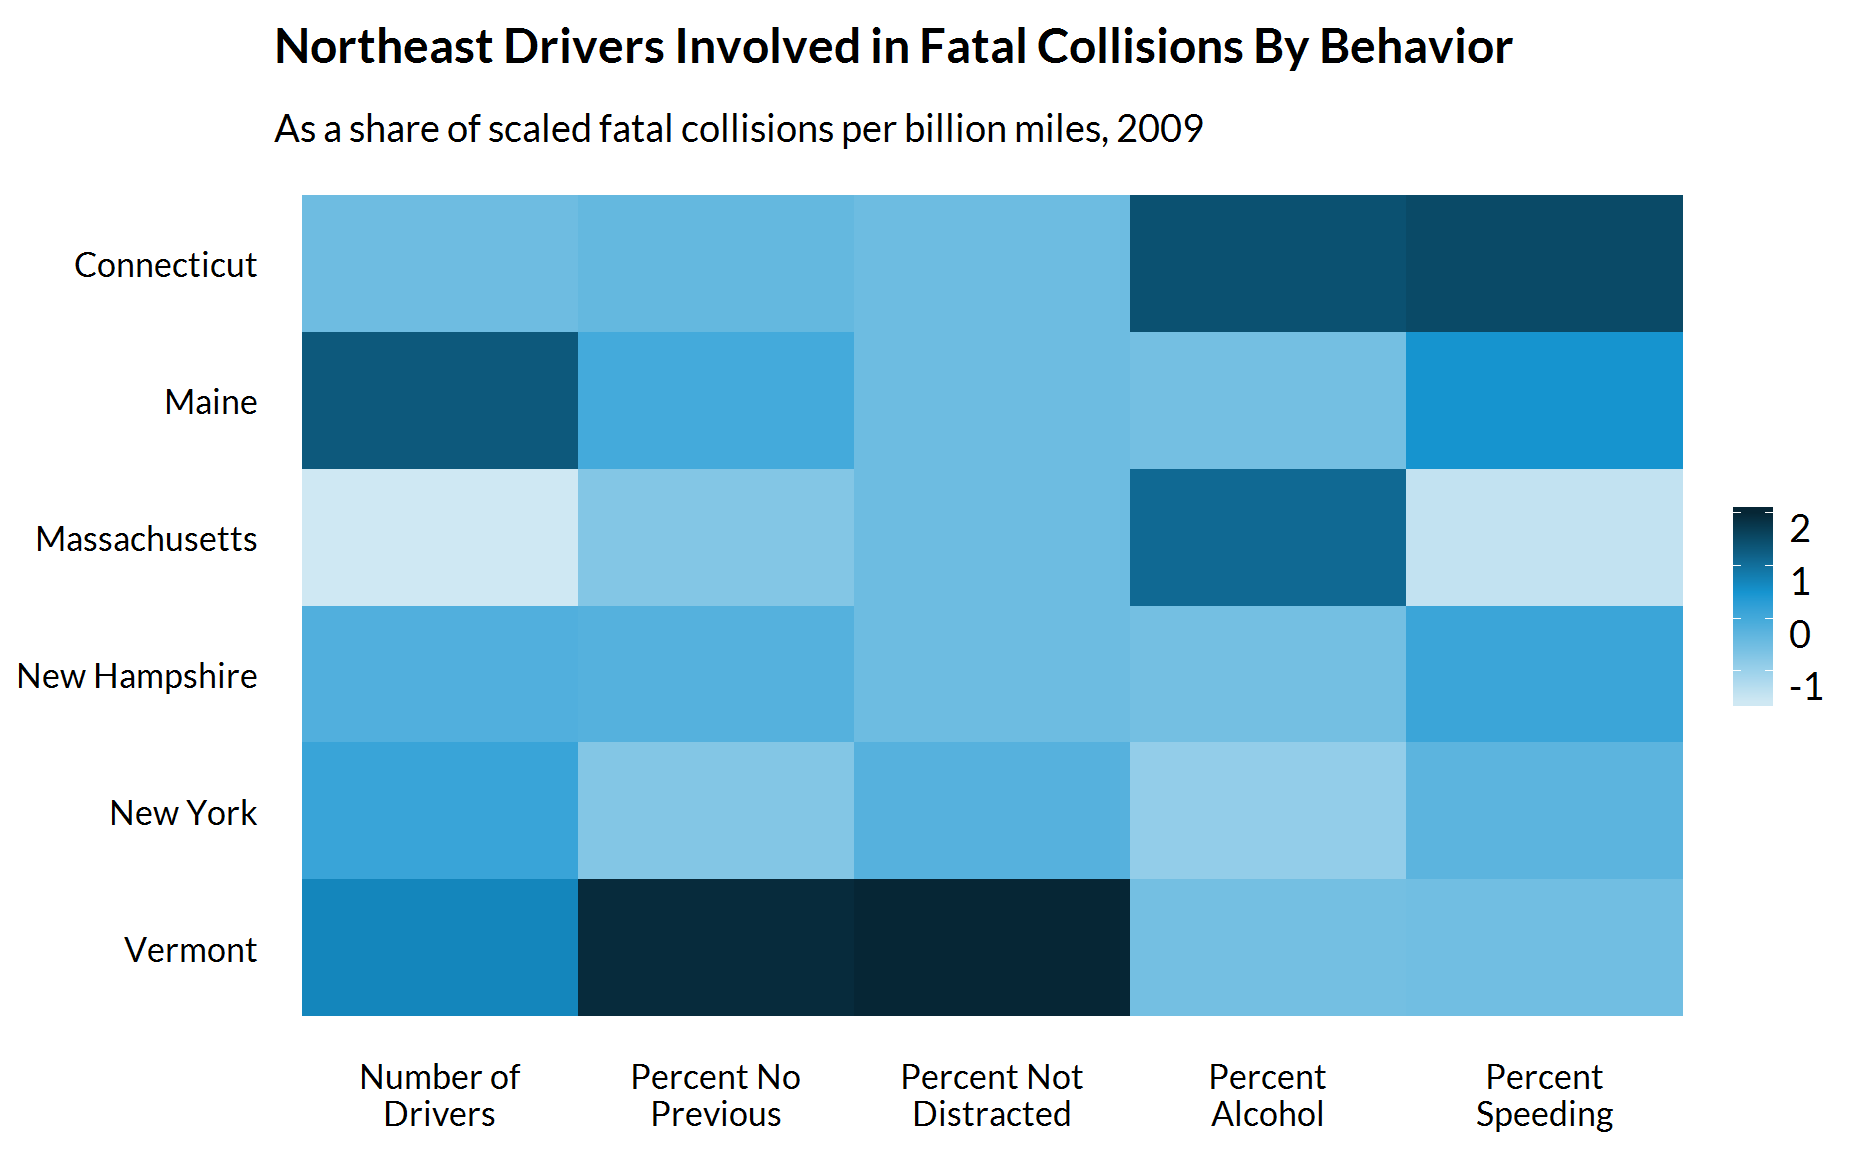 Northeast Drivers Involved in Fatal Collisions By Behavior
As a share of scaled fatal collisions per billion miles, 2009
Connecticut
Maine
Massachusetts
New Hampshire
New York
Vermont
2
1
0
-1
Number of
Drivers
Percent No
Previous
Percent Not
Distracted
Percent
Alcohol
Percent
Speeding